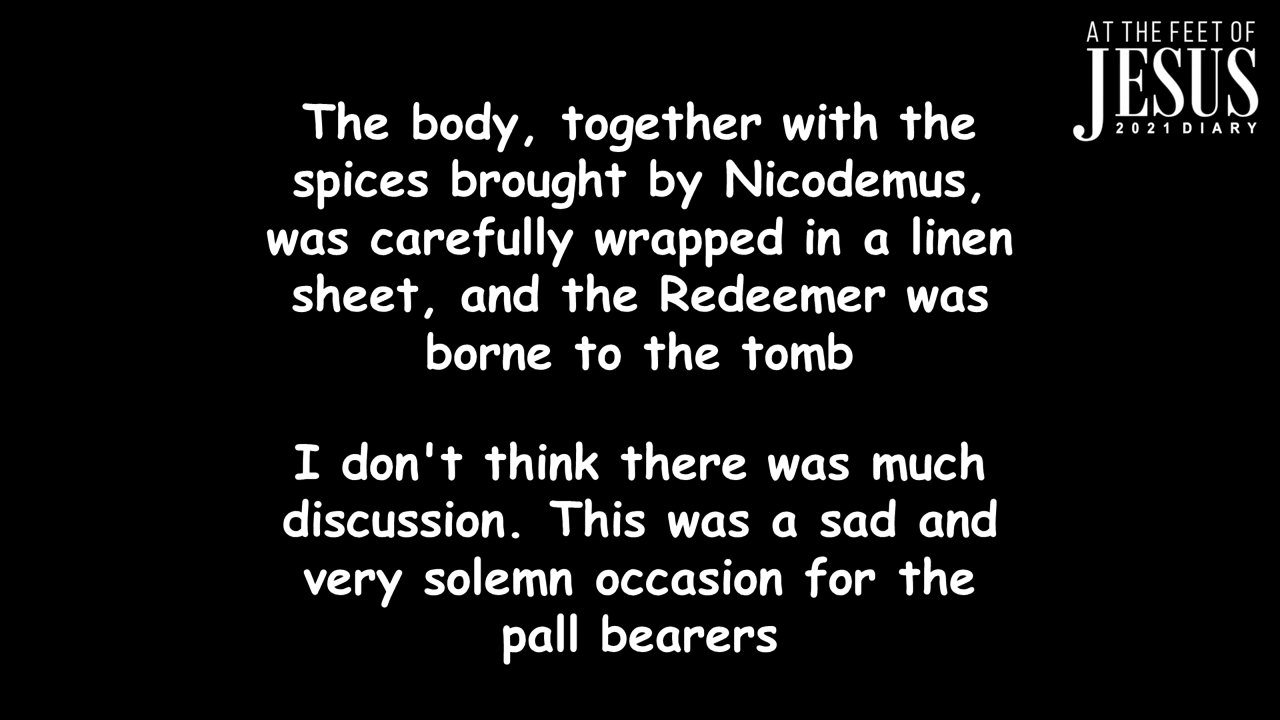 AT THE FEET OF
JESUS
2021 DIARY
The body, together with the
spices brought by Nicodemus,
was carefully wrapped in a linen
sheet, and the Redeemer was
borne to the tomb
I don't think there was much
discussion. This was a sad and
very solemn occasion for the
pall bearers